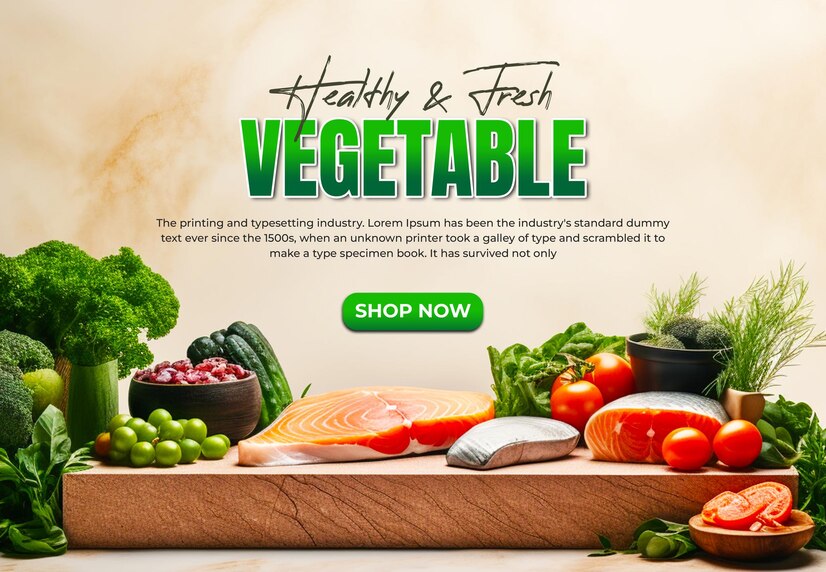 Healthy & Fresh
VEGETABLE
The printing and typesetting industry. Lorem Ipsum has been the industry's standard dummy
text ever since the 1500s, when an unknown printer took a galley of type and scrambled it to
make a type specimen book. It has survived not only
SHOP NOW